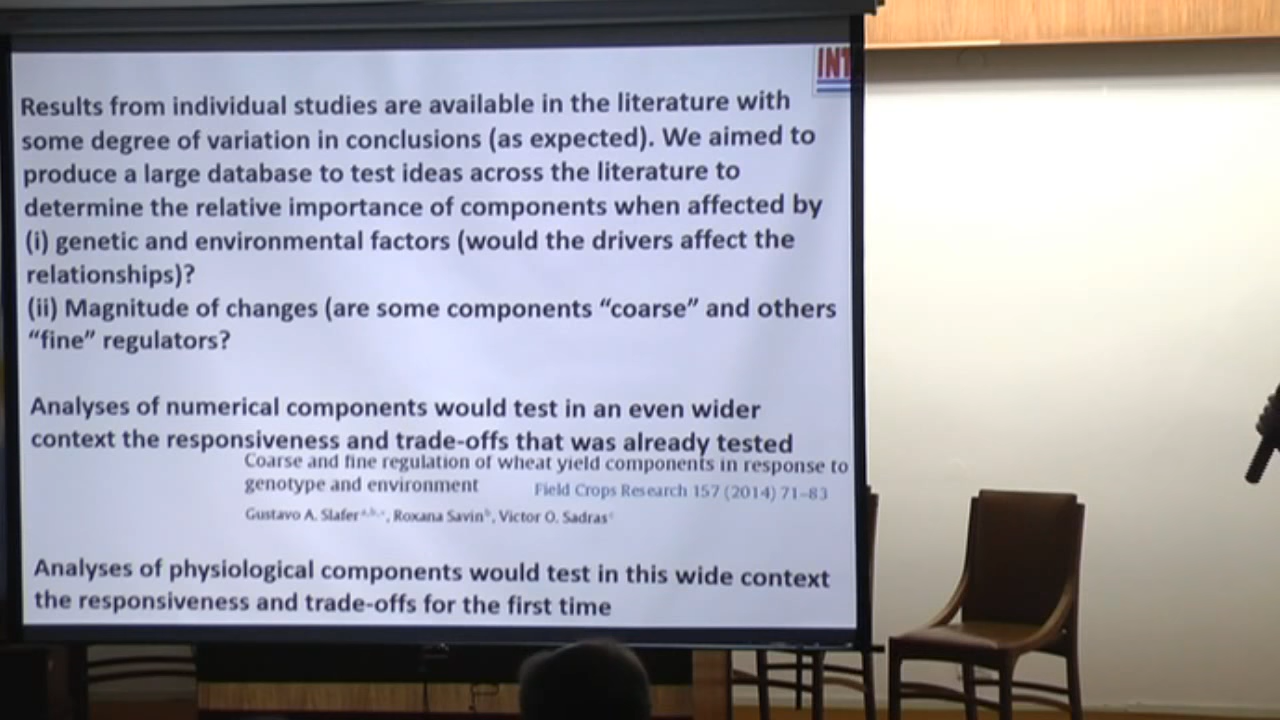 INT
Results from individual studies are available in the literature with
some degree of variation in conclusions (as expected). We aimed to
produce a large database to test ideas across the literature to
determine the relative importance of components when affected by
(i) genetic and environmental factors (would the drivers affect the
relationships)?
(ii) Magnitude of changes (are some components “coarse” and others
“fine” regulators?
Analyses of numerical components would test in an even wider
context the responsiveness and trade-offs that was already tested
Coarse and fine regulation of wheat yield components in response to
genotype and environment
Field Crops Research 157 (2014) 71–83
Gustavo A. Slafer, Roxana Savin, Victor O. Sadras
Analyses of physiological components would test in this wide context
the responsiveness and trade-offs for the first time